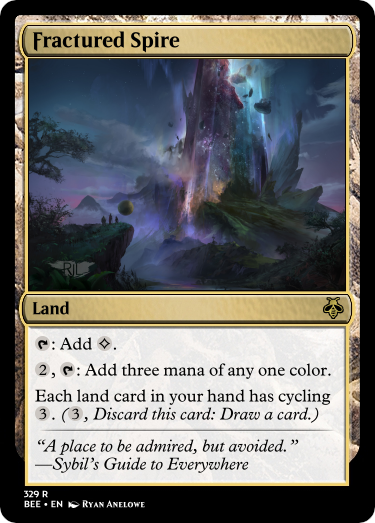 Fractured Spire
RJL
Land
: Add .
2, : Add three mana of any one color.
Each land card in your hand has cycling
3. (3, Discard this card: Draw a card.)
“A place to be admired, but avoided.”
—Sybil’s Guide to Everywhere
329 R
BEE • EN Ryan Anelowe